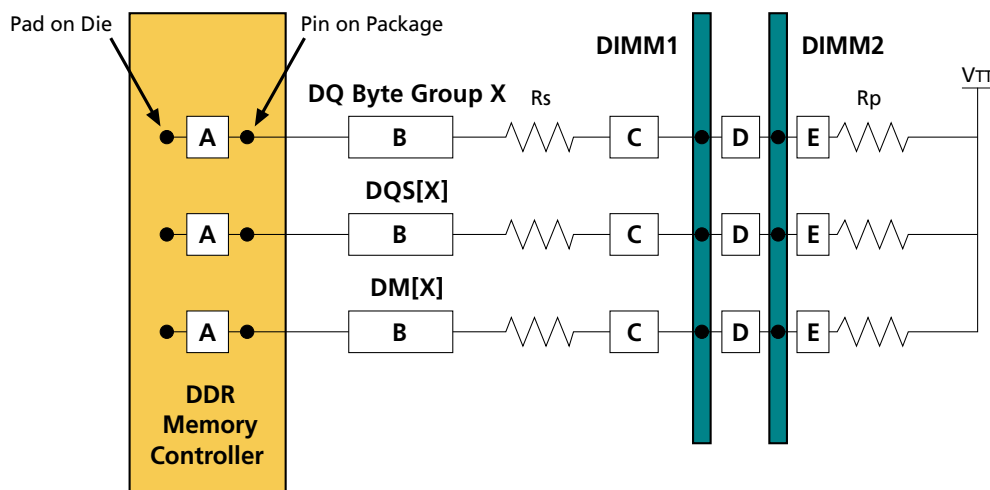 Pad on Die
Pin on Package
DIMM1
DIMM2
VTT
DQ Byte Group X
Rs
Rp
A
B
C
D
E
DQS[X]
A
B
C
D
E
DM[X]
A
B
C
D
E
DDR
Memory
Controller